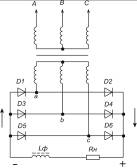 A B C
D1 a D2
D3 b D4
D5 c D6
Lф Rн
− +